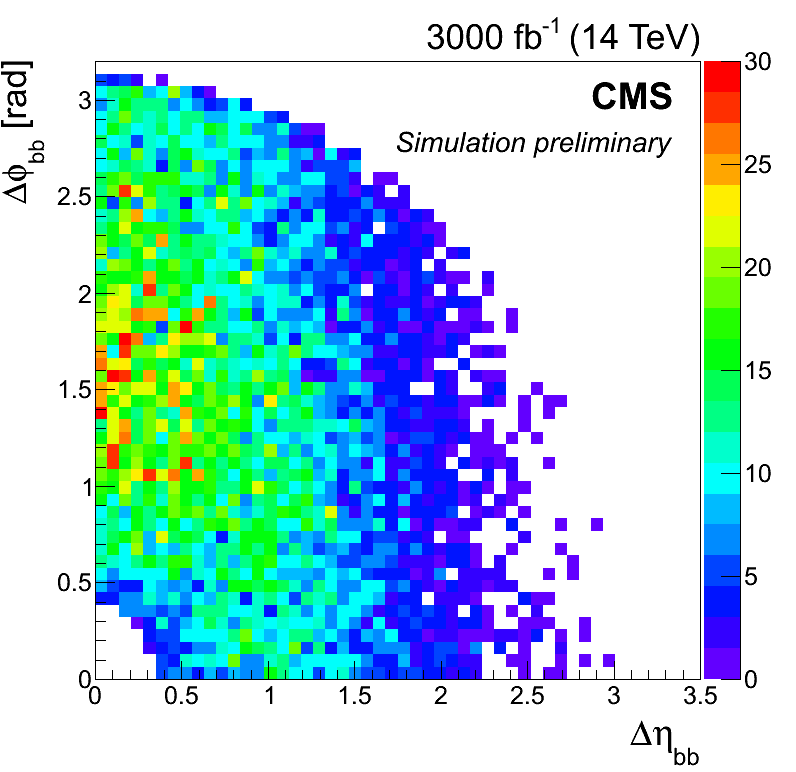 3000 fb-1 (14 TeV)
CMS
Simulation preliminary
Δϕbb [rad]
3
2.5
2
1.5
1
0.5
0
0 0.5 1 1.5 2 2.5 3 3.5
Δηbb
30
25
20
15
10
5
0